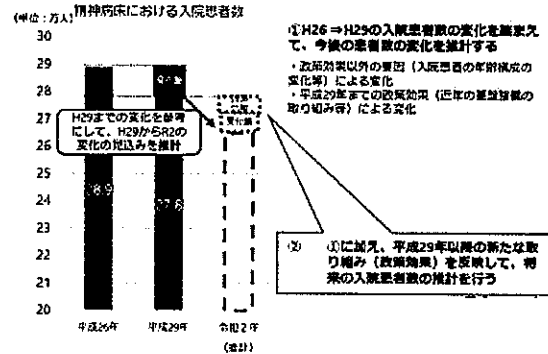 精神病床における入院患者数
(単位：万人)
30
29
28
27
26
25
24
23
22
21
20
28.9
27.8
H29までの変化を参考
にして、H29からR2の
変化の見込みを推計
平成26年
平成29年
令和2年
(推計)
①H26⇒H29の入院患者数の変化を踏まえ
て、今後の患者数の変化を推計する
・政策効果以外の要因（入院患者の年齢構成の
変化等）による変化
・平成29年までの政策効果（近年の基盤整備の
取り組み等）による変化
② ①に加え、平成29年以降の新たな取
り組み（政策効果）を反映して、将
来の入院患者数の推計を行う